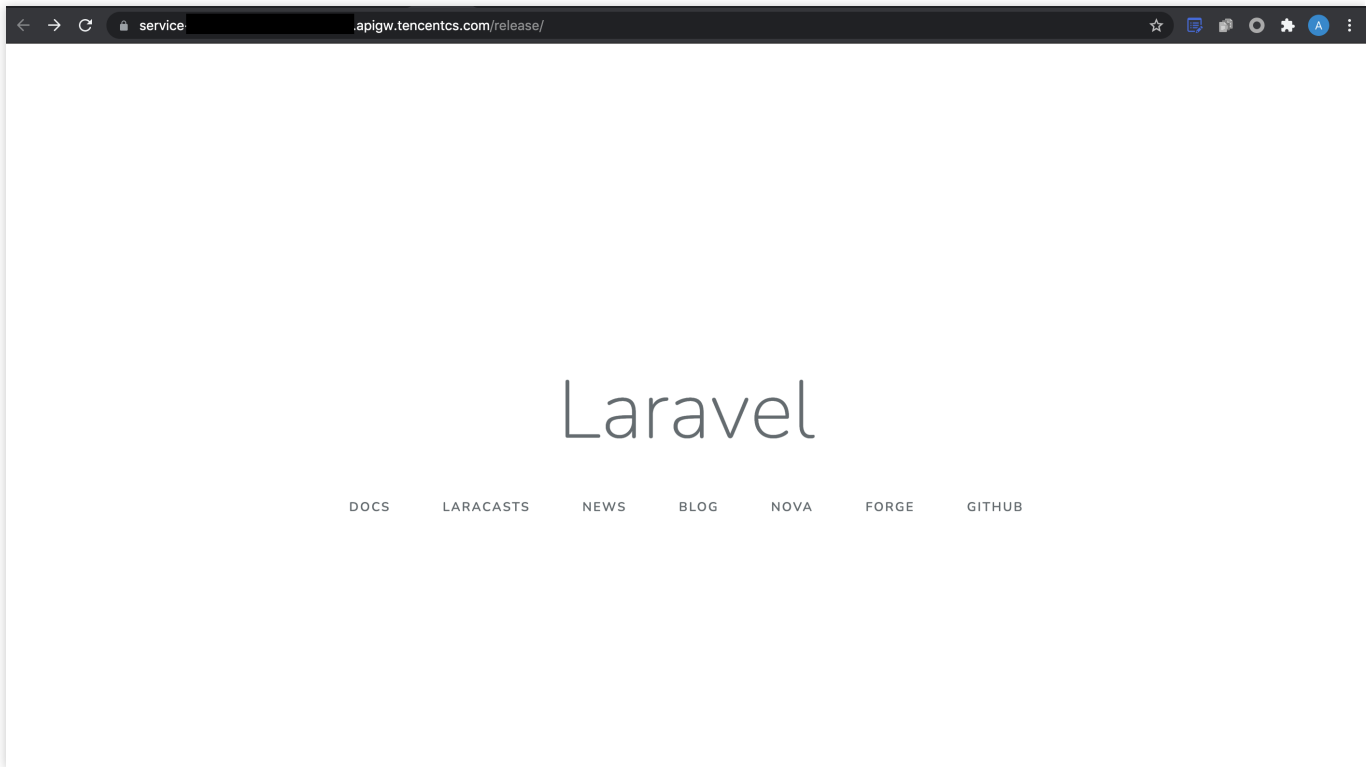 service-.apigw.tencentcs.com/release/
A
Laravel
DOCS LARACASTS NEWS BLOG NOVA FORGE GITHUB